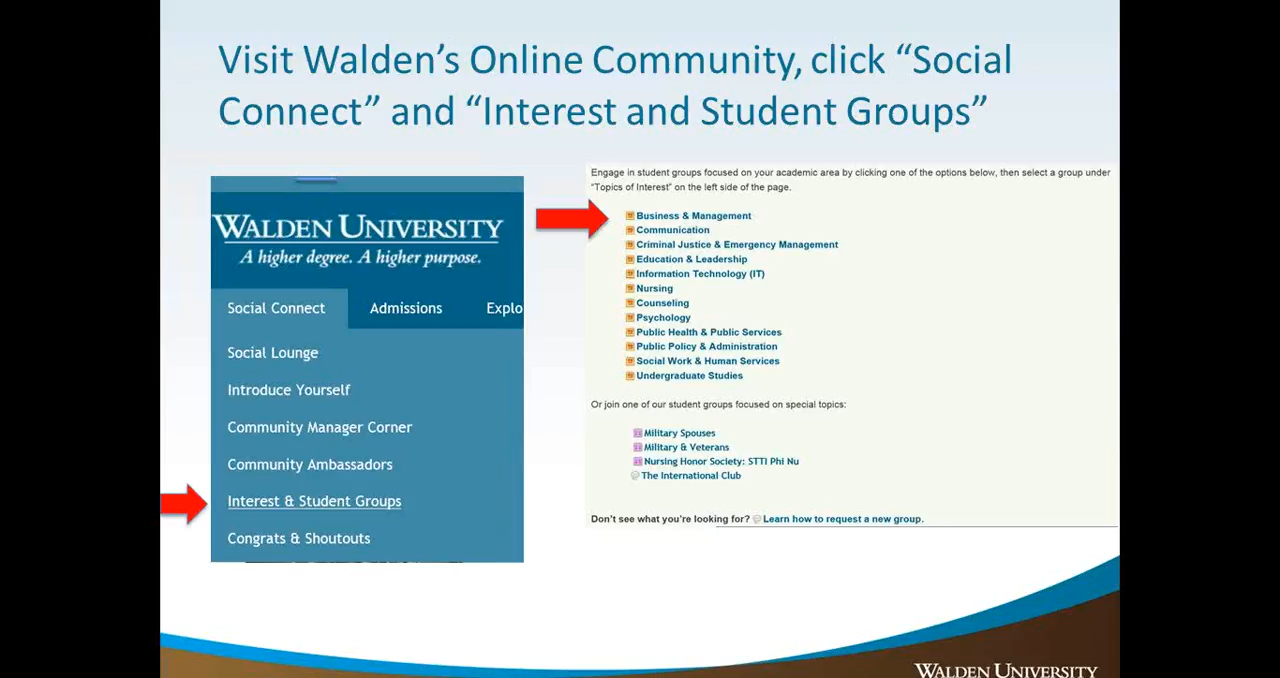 Visit Walden's Online Community, click “Social
Connect” and “Interest and Student Groups”
WALDEN UNIVERSITY
A higher degree. A higher purpose.
Social Connect Admissions Explo
Social Lounge
Introduce Yourself
Community Manager Corner
Community Ambassadors
Interest & Student Groups
Congrats & Shoutouts
Engage in student groups focused on your academic area by clicking one of the options below, then select a group under
“Topics of Interest” on the left side of the page.
Business & Management
Communication
Criminal Justice & Emergency Management
Education & Leadership
Information Technology (IT)
Nursing
Counseling
Psychology
Public Health & Public Services
Public Policy & Administration
Social Work & Human Services
Undergraduate Studies
Or join one of our student groups focused on special topics:
Military Spouses
Military & Veterans
Nursing Honor Society: STTI Phi Nu
The International Club
Don't see what you're looking for? Learn how to request a new group.
WALDEN UNIVERSITY